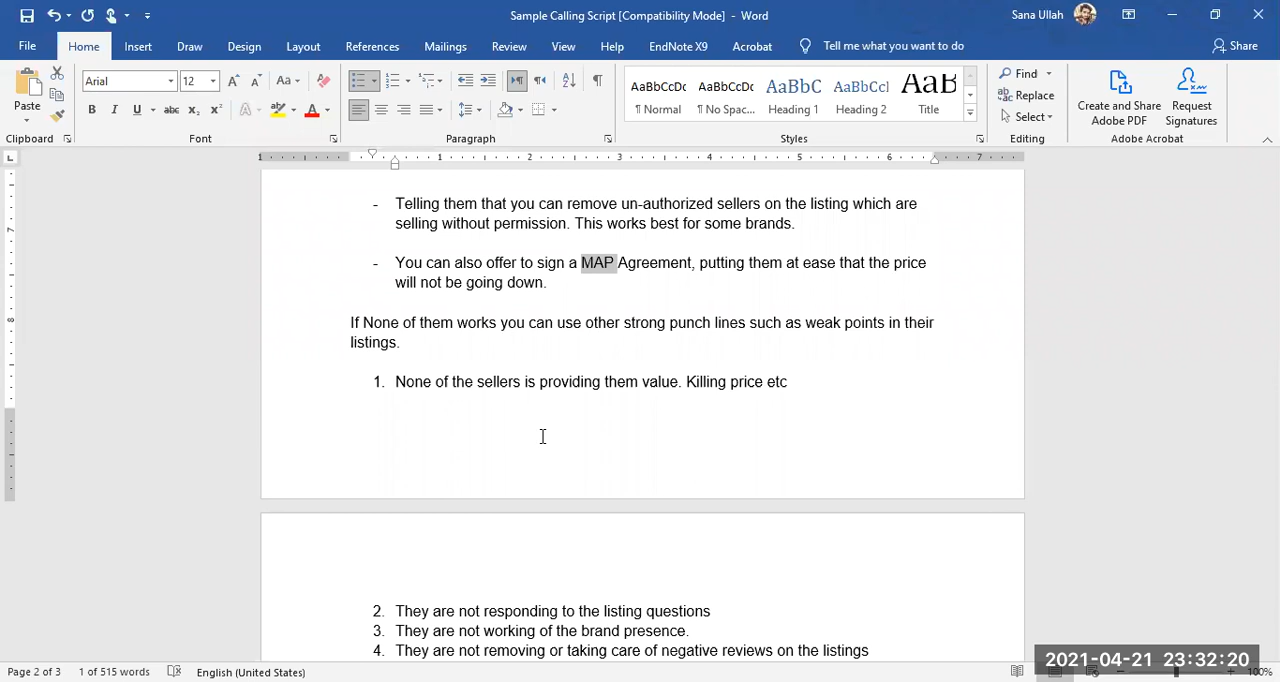 Sample Calling Script [Compatibility Mode] - Word
Sana Ullah
File Home Insert Draw Design Layout References Mailings Review View Help EndNote X9 Acrobat Tell me what you want to do Share
Paste
Clipboard
Arial 12
Font
Paragraph
AaBbCcDc AaBbCcDc AaBbC AaBbCcI AaB
¶ Normal ¶ No Spac... Heading 1 Heading 2 Title
Styles
Find
Replace
Select
Editing
Create and Share Adobe PDF
Request Signatures
Adobe Acrobat
1 1 2 3 4 5 6 7
- Telling them that you can remove un-authorized sellers on the listing which are
selling without permission. This works best for some brands.
- You can also offer to sign a MAP Agreement, putting them at ease that the price
will not be going down.
If None of them works you can use other strong punch lines such as weak points in their
listings.
1. None of the sellers is providing them value. Killing price etc
2. They are not responding to the listing questions
3. They are not working of the brand presence.
4. They are not removing or taking care of negative reviews on the listings
Page 2 of 3 1 of 515 words English (United States) 100%
2021-04-21 23:32:20